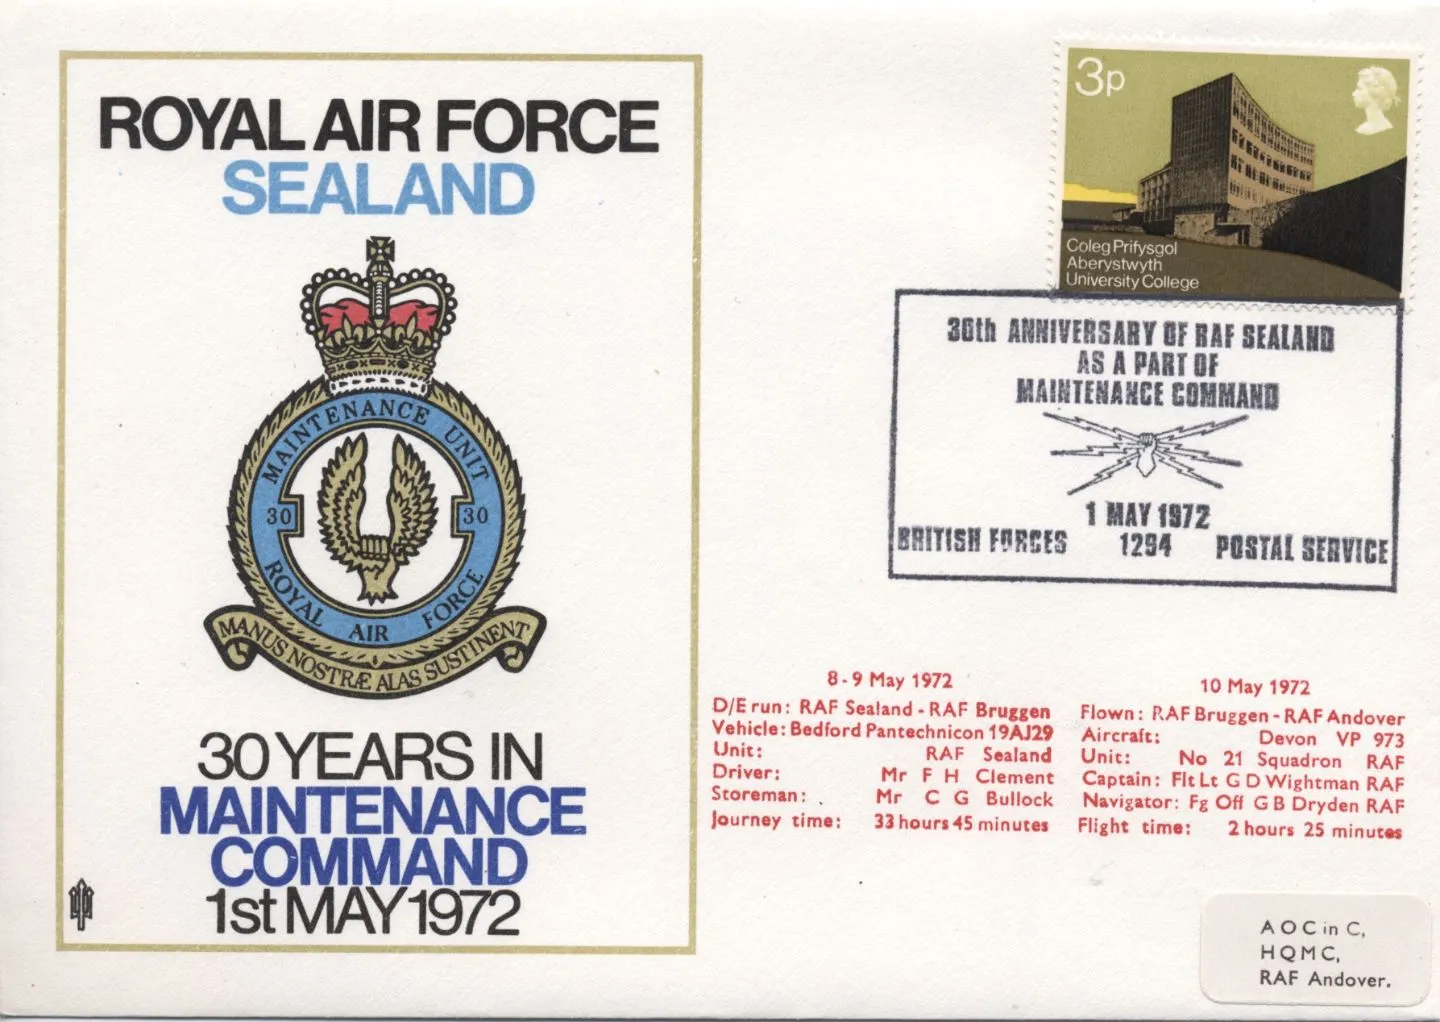 ROYAL AIR FORCE
SEALAND
MAINTENANCE UNIT
30 30
ROYAL AIR FORCE
MANUS NOSTRÆ ALAS SUSTINENT
30 YEARS IN
MAINTENANCE
COMMAND
1st MAY 1972
3p
Coleg Prifysgol
Aberystwyth
University College
30th ANNIVERSARY OF RAF SEALAND
AS A PART OF
MAINTENANCE COMMAND
1 MAY 1972
BRITISH FORCES 1294 POSTAL SERVICE
8-9 May 1972
D/E run: RAF Sealand - RAF Bruggen
Vehicle: Bedford Pantechnicon 19AJ29
Unit: RAF Sealand
Driver: Mr F H Clement
Storeman: Mr C G Bullock
Journey time: 33 hours 45 minutes
10 May 1972
Flown: RAF Bruggen - RAF Andover
Aircraft: Devon VP 973
Unit: No 21 Squadron RAF
Captain: Flt Lt G D Wightman RAF
Navigator: Fg Off G B Dryden RAF
Flight time: 2 hours 25 minutes
A O C in C,
H Q M C,
RAF Andover.